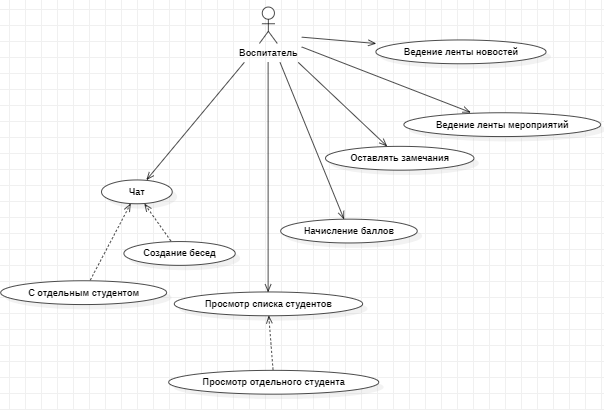 Воспитатель
Ведение ленты новостей
Ведение ленты мероприятий
Оставлять замечания
Чат
Начисление баллов
Создание бесед
С отдельным студентом
Просмотр списка студентов
Просмотр отдельного студента